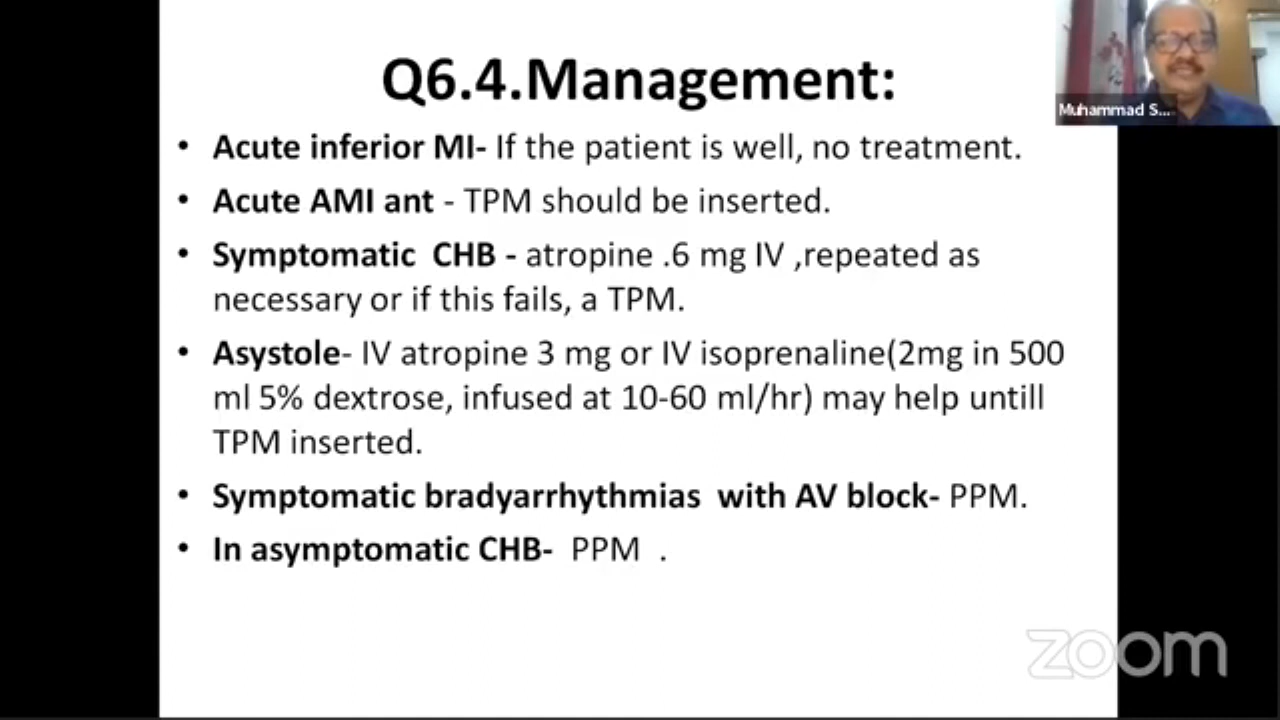 Q6.4.Management:
Muhammad S...
• Acute inferior MI- If the patient is well, no treatment.
• Acute AMI ant - TPM should be inserted.
• Symptomatic CHB - atropine .6 mg IV ,repeated as
necessary or if this fails, a TPM.
• Asystole- IV atropine 3 mg or IV isoprenaline(2mg in 500
ml 5% dextrose, infused at 10-60 ml/hr) may help untill
TPM inserted.
• Symptomatic bradyarrhythmias with AV block- PPM.
• In asymptomatic CHB- PPM .
zoom